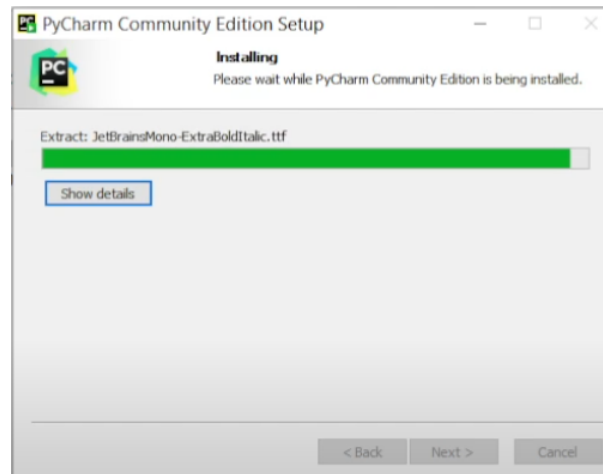 PyCharm Community Edition Setup
PC
Installing
Please wait while PyCharm Community Edition is being installed.
Extract: JetBrainsMono-ExtraBoldItalic.ttf
Show details
< Back Next > Cancel